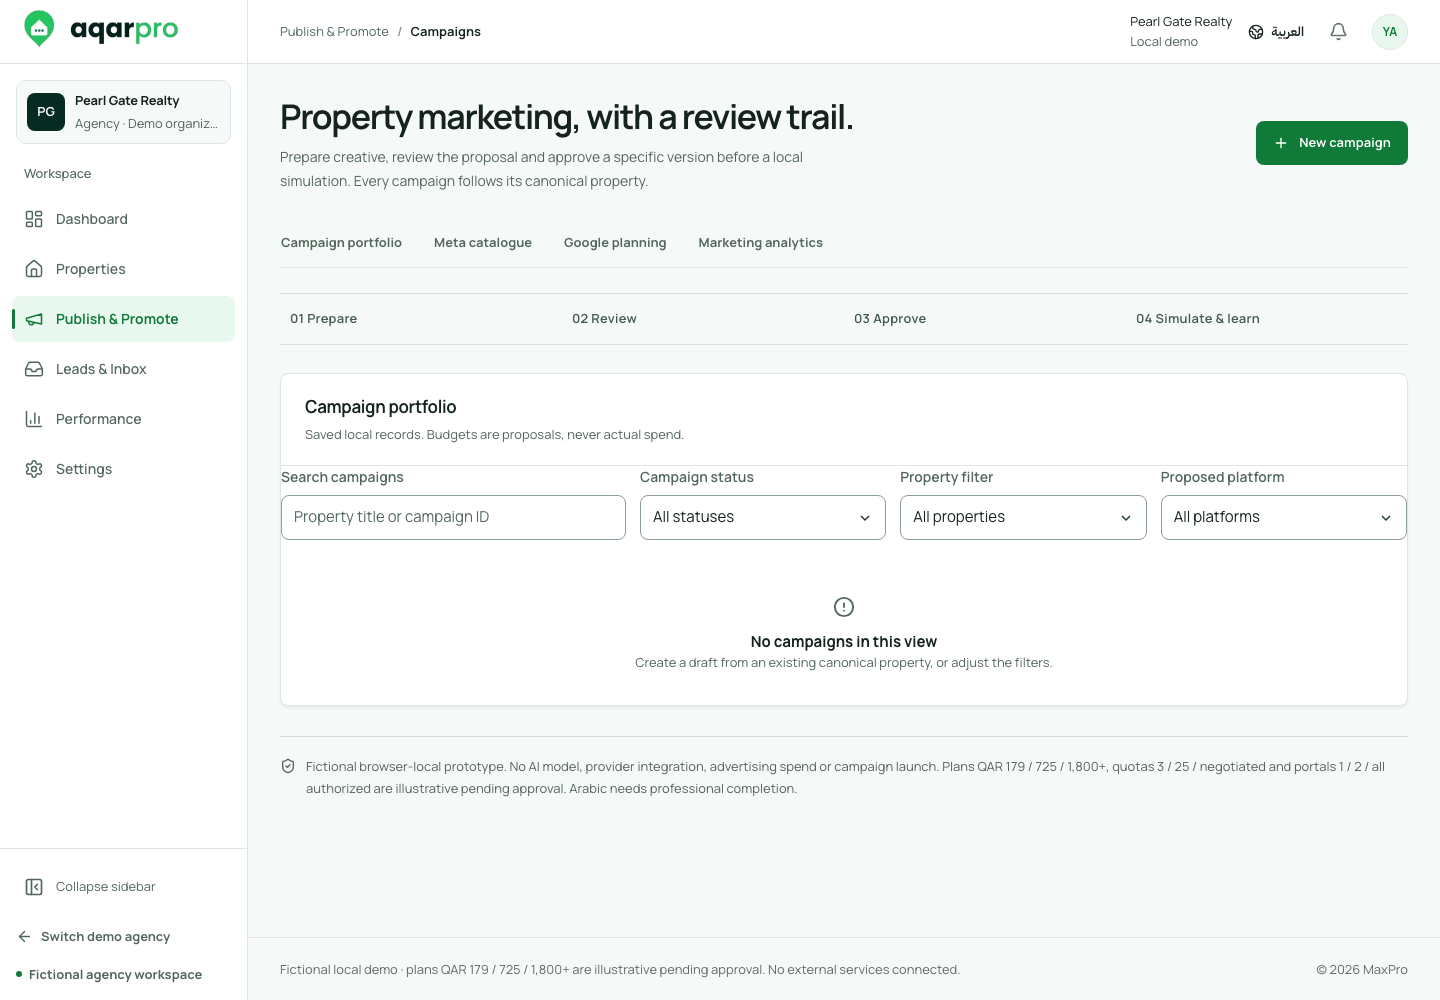 aqarpro
Publish & Promote / Campaigns
Pearl Gate Realty
Local demo
العربية
YA
PG
Pearl Gate Realty
Agency · Demo organiz...
Workspace
Dashboard
Properties
Publish & Promote
Leads & Inbox
Performance
Settings
Collapse sidebar
Switch demo agency
Fictional agency workspace
Property marketing, with a review trail.
Prepare creative, review the proposal and approve a specific version before a local
simulation. Every campaign follows its canonical property.
New campaign
Campaign portfolio Meta catalogue Google planning Marketing analytics
01 Prepare 02 Review 03 Approve 04 Simulate & learn
Campaign portfolio
Saved local records. Budgets are proposals, never actual spend.
Search campaigns Campaign status Property filter Proposed platform
Property title or campaign ID All statuses All properties All platforms
No campaigns in this view
Create a draft from an existing canonical property, or adjust the filters.
Fictional browser-local prototype. No AI model, provider integration, advertising spend or campaign launch. Plans QAR 179 / 725 / 1,800+, quotas 3 / 25 / negotiated and portals 1 / 2 / all
authorized are illustrative pending approval. Arabic needs professional completion.
Fictional local demo · plans QAR 179 / 725 / 1,800+ are illustrative pending approval. No external services connected.
© 2026 MaxPro